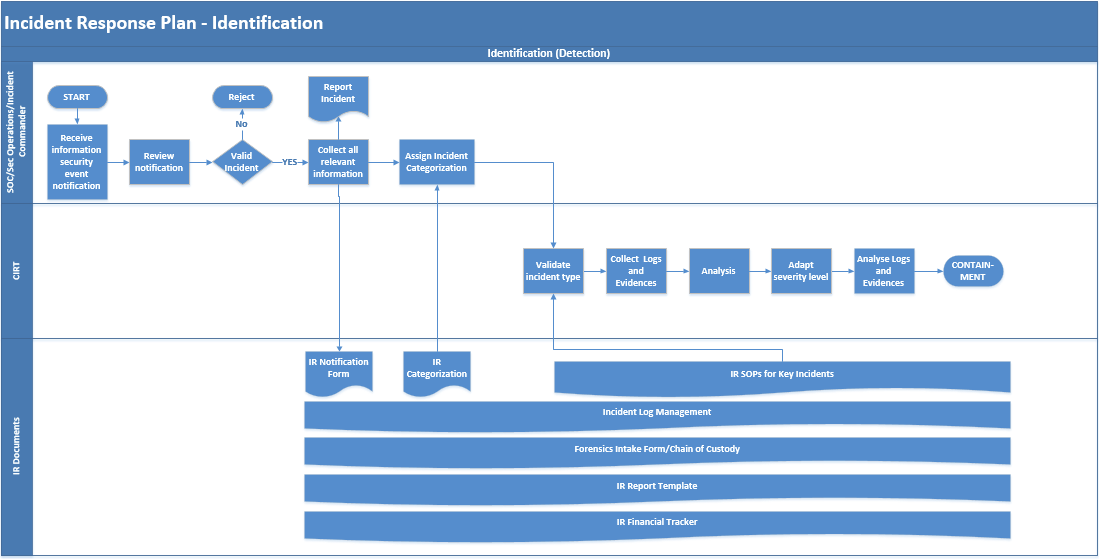 Incident Response Plan - Identification
Identification (Detection)
SOC/Sec Operations/Incident
Commander
START
Receive
information
security
event
notification
Review
notification
Reject
No
Valid
Incident
YES
Report
Incident
Collect all
relevant
information
Assign Incident
Categorization
CIRT
Validate
incident type
Collect Logs
and
Evidences
Analysis
Adapt
severity level
Analyse Logs
and
Evidences
CONTAIN-
MENT
IR Documents
IR Notification
Form
IR
Categorization
IR SOPs for Key Incidents
Incident Log Management
Forensics Intake Form/Chain of Custody
IR Report Template
IR Financial Tracker